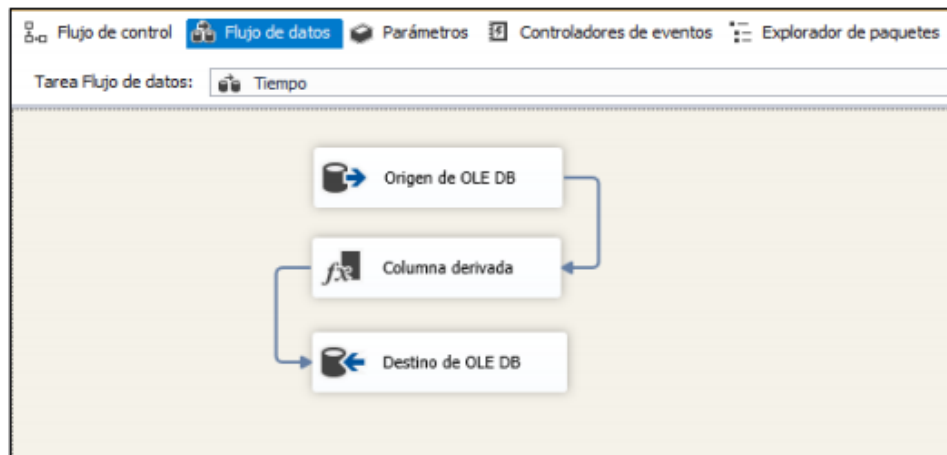 Flujo de control Flujo de datos Parámetros Controladores de eventos Explorador de paquetes
Tarea Flujo de datos: Tiempo
Origen de OLE DB
fx Columna derivada
Destino de OLE DB